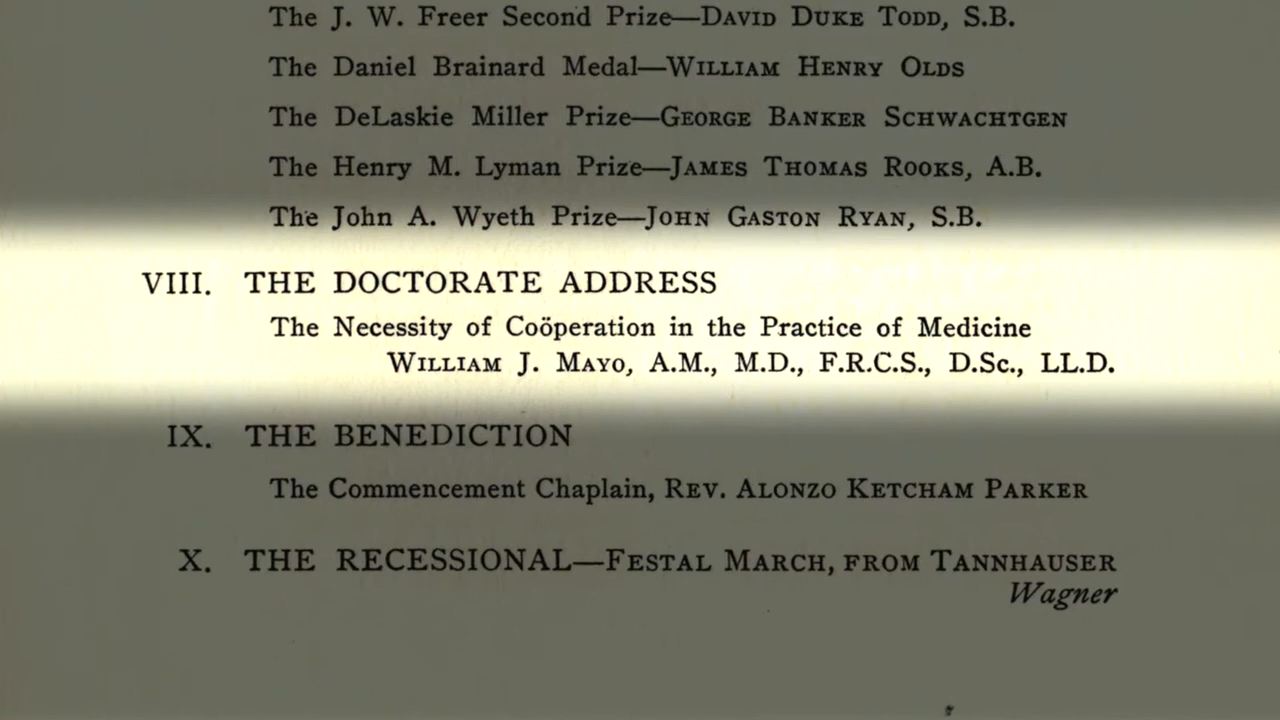 The J. W. Freer Second Prize—DAVID DUKE TODD, S.B.
The Daniel Brainard Medal—WILLIAM HENRY OLDS
The DeLaskie Miller Prize—GEORGE BANKER SCHWACHTGEN
The Henry M. Lyman Prize—JAMES THOMAS ROOKS, A.B.
The John A. Wyeth Prize—JOHN GASTON RYAN, S.B.
VIII. THE DOCTORATE ADDRESS
The Necessity of Coöperation in the Practice of Medicine
WILLIAM J. MAYO, A.M., M.D., F.R.C.S., D.Sc., LL.D.
IX. THE BENEDICTION
The Commencement Chaplain, REV. ALONZO KETCHAM PARKER
X. THE RECESSIONAL—FESTAL MARCH, FROM TANNHAUSER
Wagner